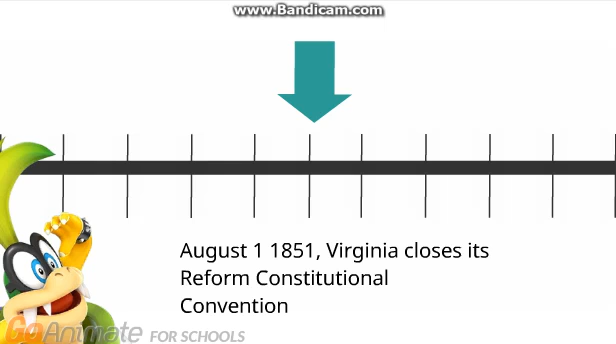 www.Bandicam.com
August 1 1851, Virginia closes its
Reform Constitutional
Convention
GoAnimate FOR SCHOOLS